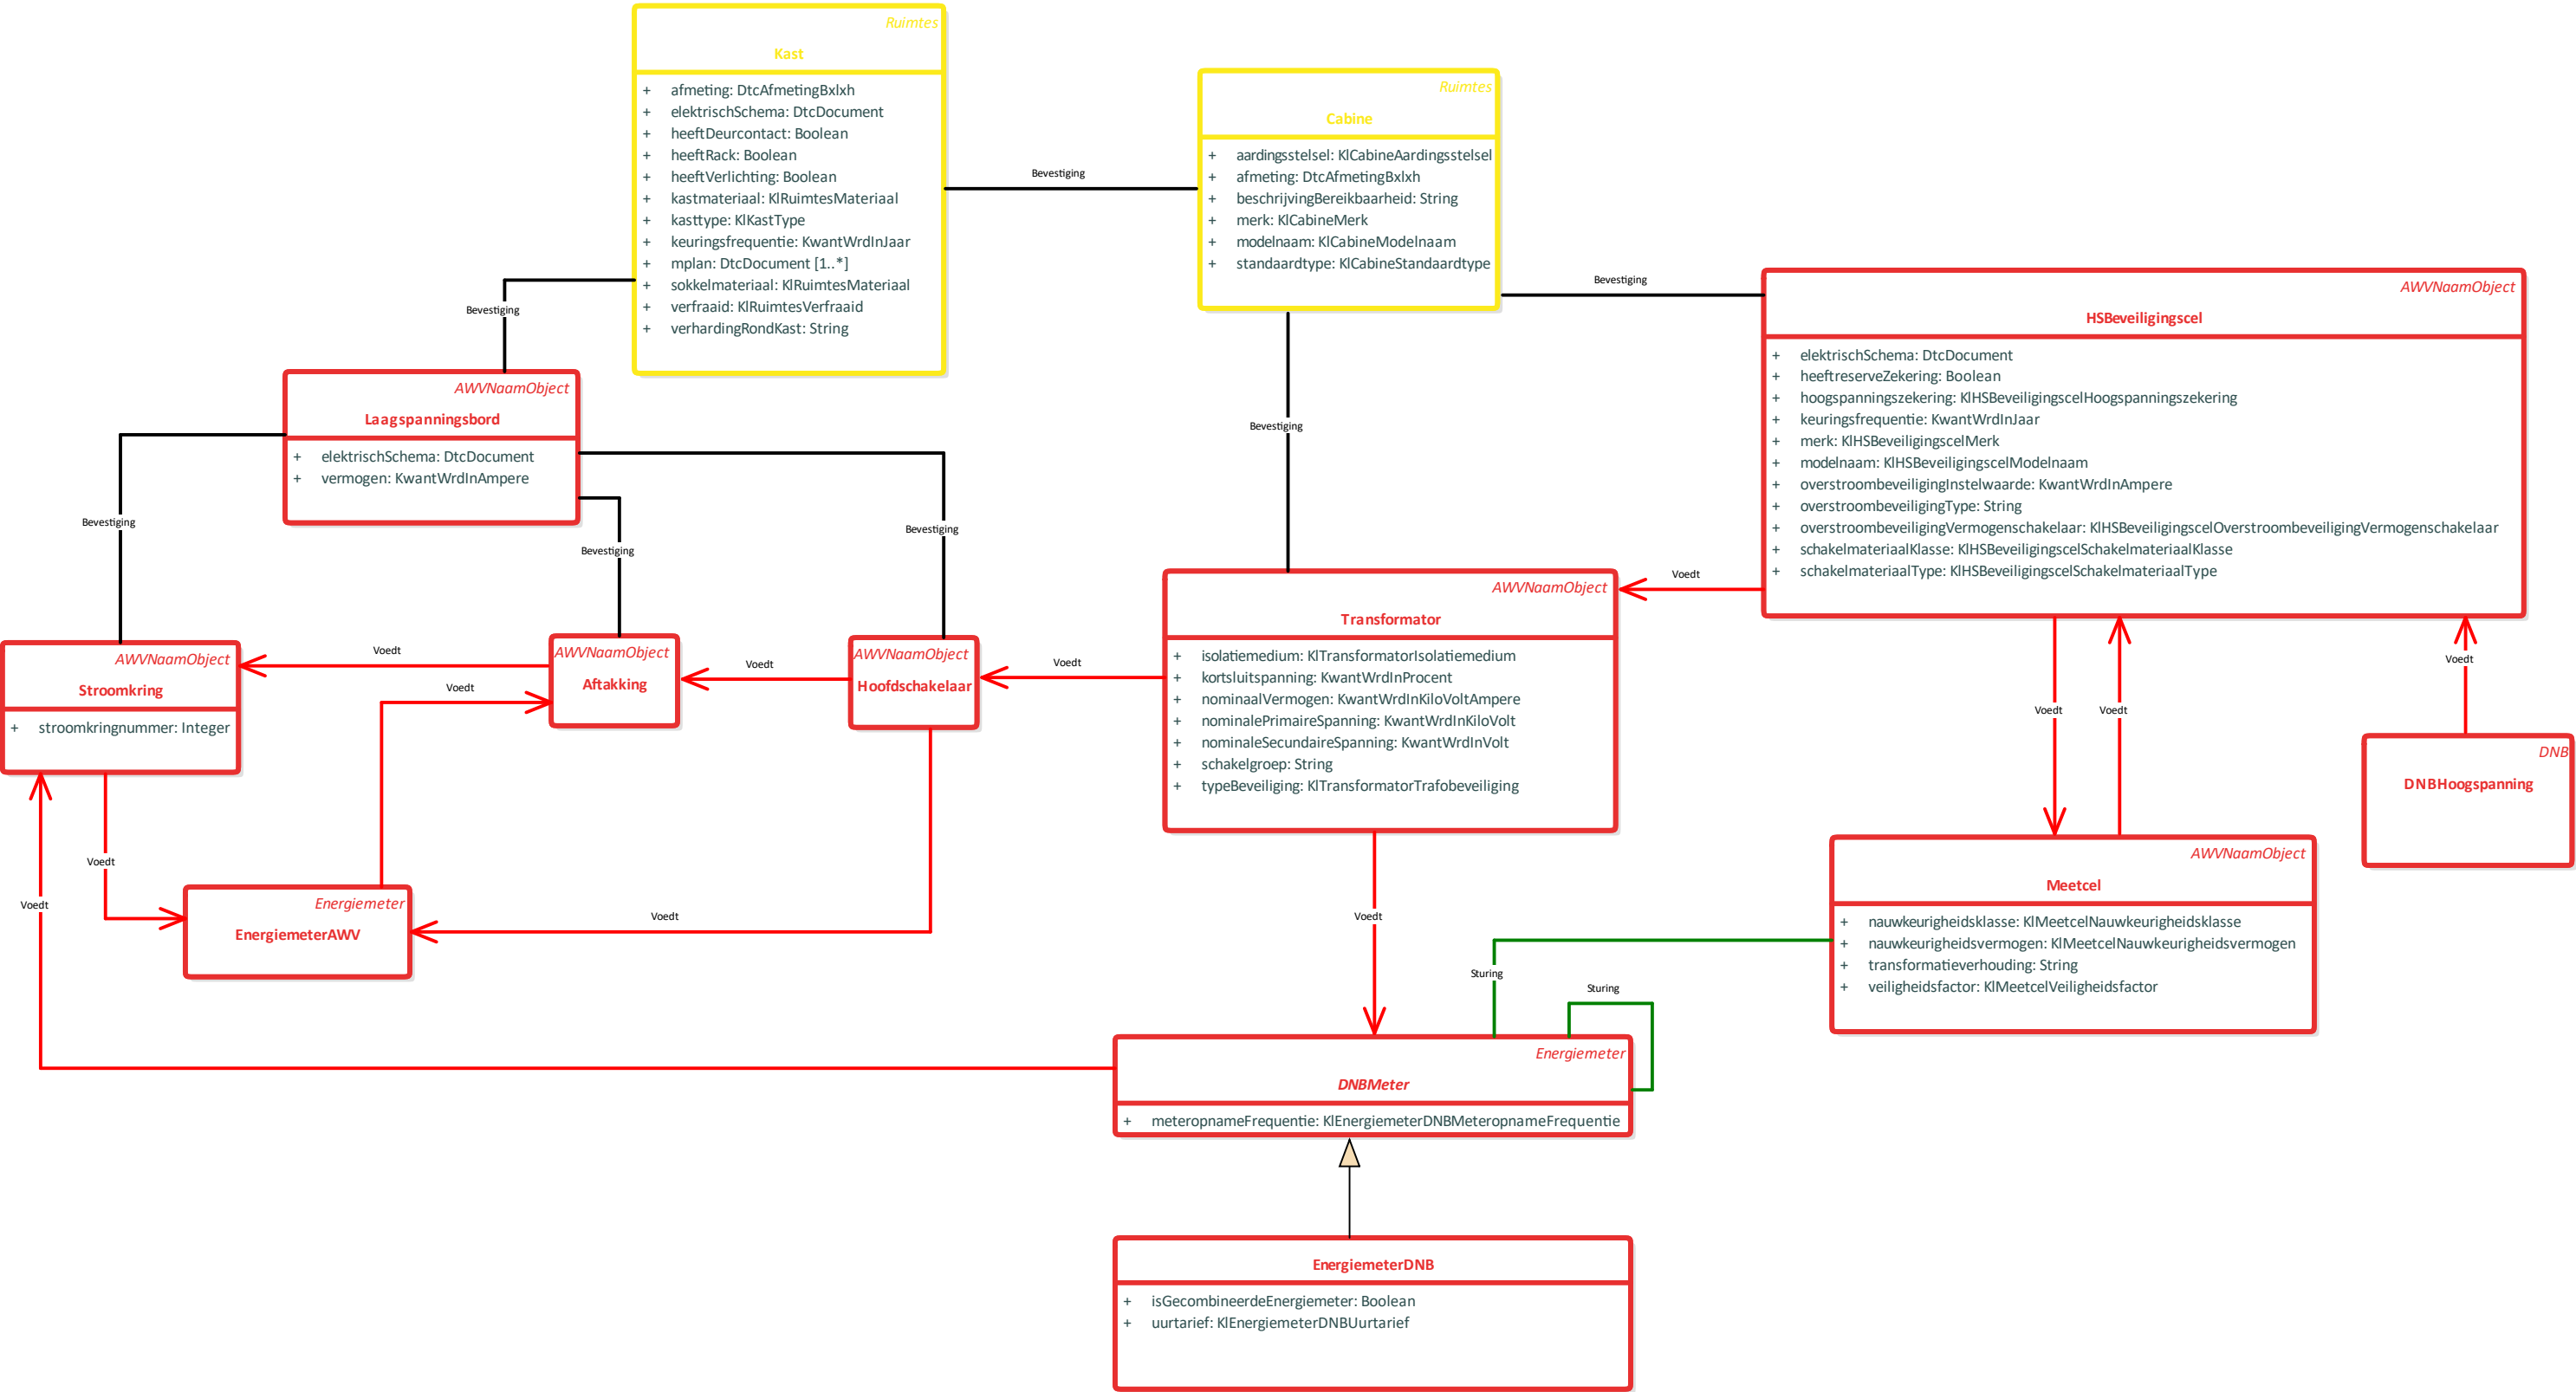 Ruimtes
Kast
+ afmeting: DtcAfmetingBxlxh
+ elektrischSchema: DtcDocument
+ heeftDeurcontact: Boolean
+ heeftRack: Boolean
+ heeftVerlichting: Boolean
+ kastmateriaal: KlRuimtesMateriaal
+ kasttype: KlKastType
+ keuringsfrequentie: KwantWrdInJaar
+ mplan: DtcDocument [1..*]
+ sokkelmateriaal: KlRuimtesMateriaal
+ verfraaid: KlRuimtesVerfraaid
+ verhardingRondKast: String
Bevestiging
Ruimtes
Cabine
+ aardingsstelsel: KlCabineAardingsstelsel
+ afmeting: DtcAfmetingBxlxh
+ beschrijvingBereikbaarheid: String
+ merk: KlCabineMerk
+ modelnaam: KlCabineModelnaam
+ standaardtype: KlCabineStandaardtype
Bevestiging
AWVNaamObject
HSBeveiligingscel
+ elektrischSchema: DtcDocument
+ heeftreserveZekering: Boolean
+ hoogspanningszekering: KlHSBeveiligingscelHoogspanningszekering
+ keuringsfrequentie: KwantWrdInJaar
+ merk: KlHSBeveiligingscelMerk
+ modelnaam: KlHSBeveiligingscelModelnaam
+ overstroombeveiligingInstelwaarde: KwantWrdInAmpere
+ overstroombeveiligingType: String
+ overstroombeveiligingVermogenschakelaar: KlHSBeveiligingscelOverstroombeveiligingVermogenschakelaar
+ schakelmateriaalKlasse: KlHSBeveiligingscelSchakelmateriaalKlasse
+ schakelmateriaalType: KlHSBeveiligingscelSchakelmateriaalType
Bevestiging
AWVNaamObject
Laagspanningsbord
+ elektrischSchema: DtcDocument
+ vermogen: KwantWrdInAmpere
Bevestiging
Bevestiging
Bevestiging
Bevestiging
AWVNaamObject
Stroomkring
+ stroomkringnummer: Integer
Voedt
Voedt
AWVNaamObject
Aftakking
Voedt
AWVNaamObject
Hoofdschakelaar
Voedt
AWVNaamObject
Transformator
+ isolatiemedium: KlTransformatorIsolatiemedium
+ kortsluitspanning: KwantWrdInProcent
+ nominaalVermogen: KwantWrdInKiloVoltAmpere
+ nominalePrimaireSpanning: KwantWrdInKiloVolt
+ nominaleSecundaireSpanning: KwantWrdInVolt
+ schakelgroep: String
+ typeBeveiliging: KlTransformatorTrafobeveiliging
Voedt
Voedt
Voedt
Voedt
DNB
DNBHoogspanning
Voedt
Voedt
Energiemeter
EnergiemeterAWV
Voedt
Voedt
AWVNaamObject
Meetcel
+ nauwkeurigheidsklasse: KlMeetcelNauwkeurigheidsklasse
+ nauwkeurigheidsvermogen: KlMeetcelNauwkeurigheidsvermogen
+ transformatieverhouding: String
+ veiligheidsfactor: KlMeetcelVeiligheidsfactor
Sturing
Sturing
Energiemeter
DNBMeter
+ meteropnameFrequentie: KlEnergiemeterDNBMeteropnameFrequentie
EnergiemeterDNB
+ isGecombineerdeEnergiemeter: Boolean
+ uurtarief: KlEnergiemeterDNBUurtarief